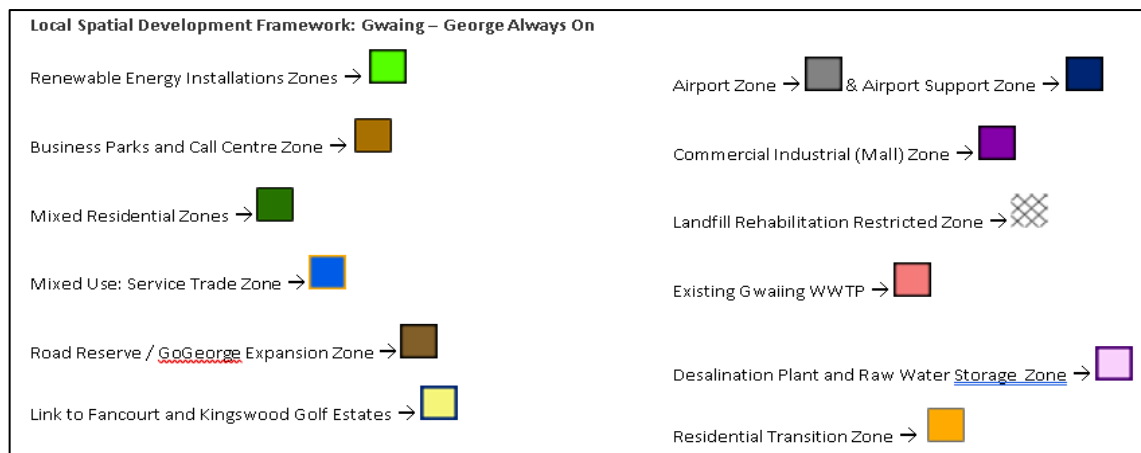 Local Spatial Development Framework: Gwaing – George Always On
Renewable Energy Installations Zones →
Business Parks and Call Centre Zone →
Mixed Residential Zones →
Mixed Use: Service Trade Zone →
Road Reserve / GoGeorge Expansion Zone →
Link to Fancourt and Kingswood Golf Estates →
Airport Zone → & Airport Support Zone →
Commercial Industrial (Mall) Zone →
Landfill Rehabilitation Restricted Zone →
Existing Gwaiing WWTP →
Desalination Plant and Raw Water Storage Zone →
Residential Transition Zone →